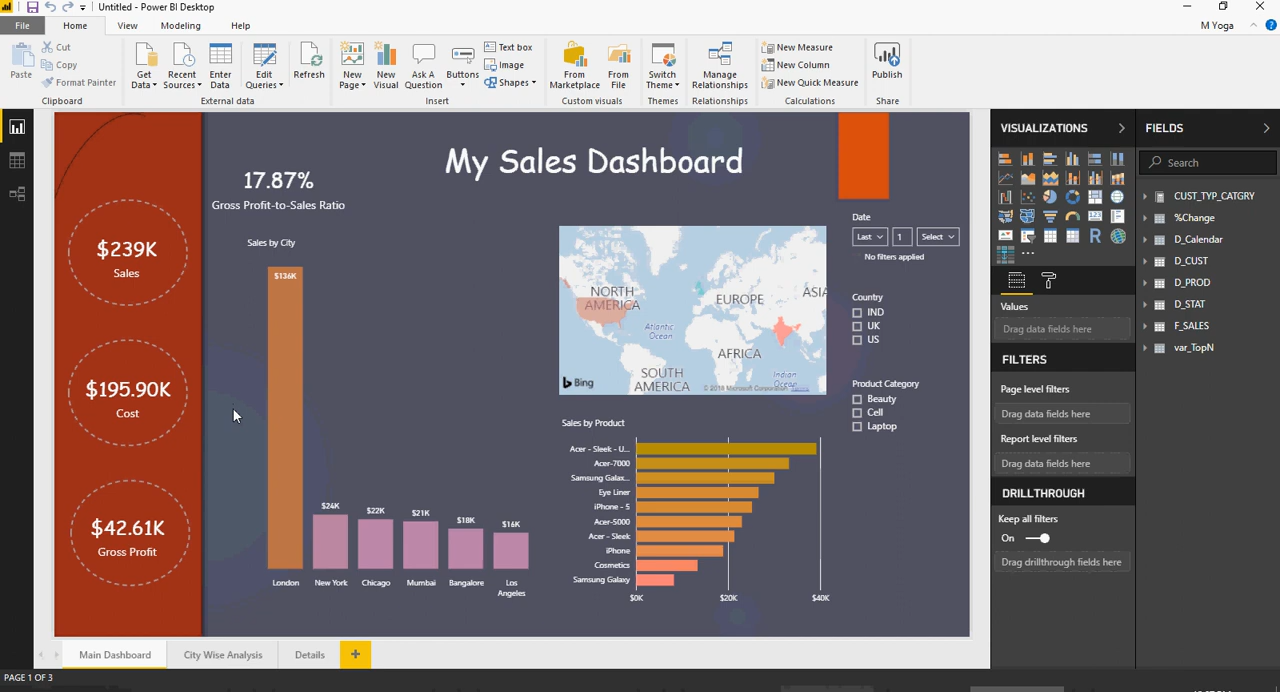 Untitled - Power BI Desktop
File
Home
View
Modeling
Help
M Yoga
Paste
Cut
Copy
Format Painter
Clipboard
Get
Data
Recent
Sources
Enter
Data
Edit
Queries
Refresh
External data
New
Page
New
Visual
Ask A
Question
Buttons
Text box
Image
Shapes
Insert
From
Marketplace
From
File
Custom visuals
Switch
Theme
Themes
Manage
Relationships
Relationships
New Measure
New Column
New Quick Measure
Calculations
Publish
Share
$239K
Sales
$195.90K
Cost
$42.61K
Gross Profit
17.87%
Gross Profit-to-Sales Ratio
My Sales Dashboard
Sales by City
$136K
$24K
$22K
$21K
$18K
$16K
London
New York
Chicago
Mumbai
Bangalore
Los
Angeles
NORTH
AMERICA
EUROPE
ASIA
Atlantic
Ocean
AFRICA
SOUTH
AMERICA
Indian
Ocean
Bing
Sales by Product
Acer - Sleek - U...
Acer-7000
Samsung Galax...
Eye Liner
iPhone - 5
Acer-5000
Acer - Sleek
iPhone
Cosmetics
Samsung Galaxy
$0K
$20K
$40K
Date
Last
1
Select
No filters applied
Country
IND
UK
US
Product Category
Beauty
Cell
Laptop
VISUALIZATIONS
R
Values
Drag data fields here
FILTERS
Page level filters
Drag data fields here
Report level filters
Drag data fields here
DRILLTHROUGH
Keep all filters
On
Drag drillthrough fields here
FIELDS
Search
CUST_TYP_CATGRY
%Change
D_Calendar
D_CUST
D_PROD
D_STAT
F_SALES
var_TopN
Main Dashboard
City Wise Analysis
Details
PAGE 1 OF 3